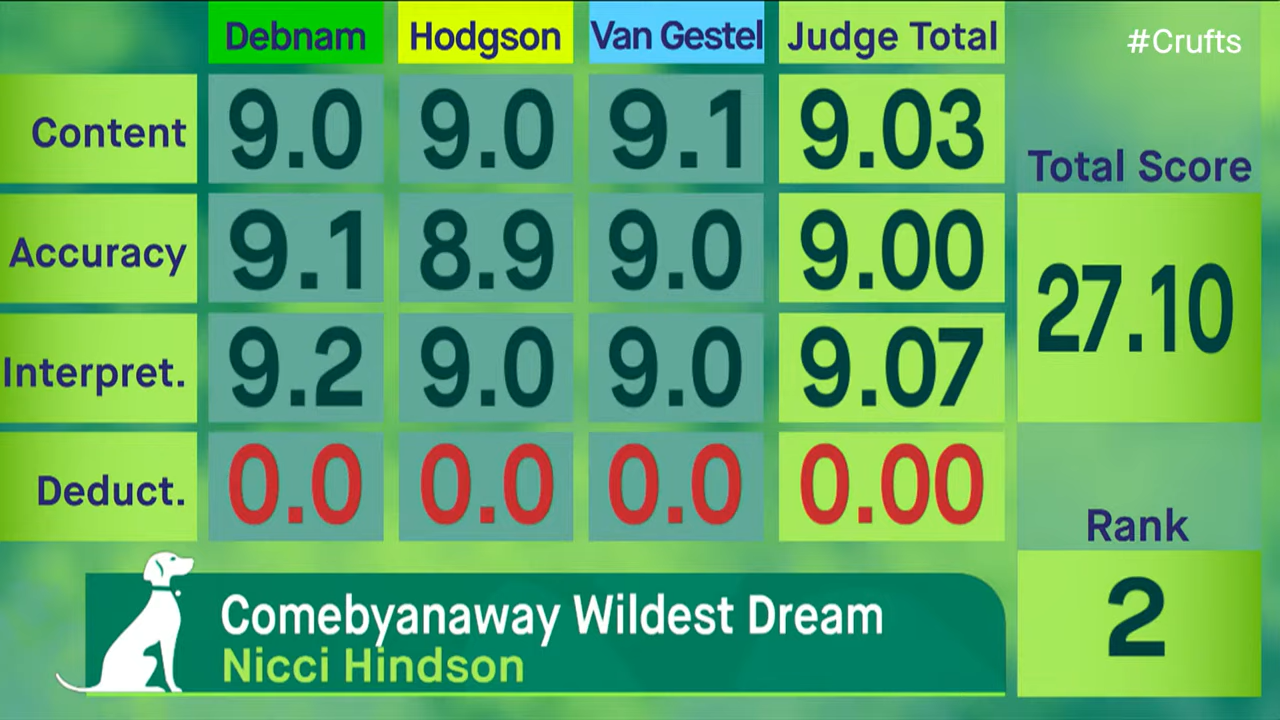 Debnam Hodgson Van Gestel Judge Total #Crufts
Content 9.0 9.0 9.1 9.03
Total Score
Accuracy 9.1 8.9 9.0 9.00
27.10
Interpret. 9.2 9.0 9.0 9.07
Deduct. 0.0 0.0 0.0 0.00
Rank
2
Comebyanaway Wildest Dream
Nicci Hindson